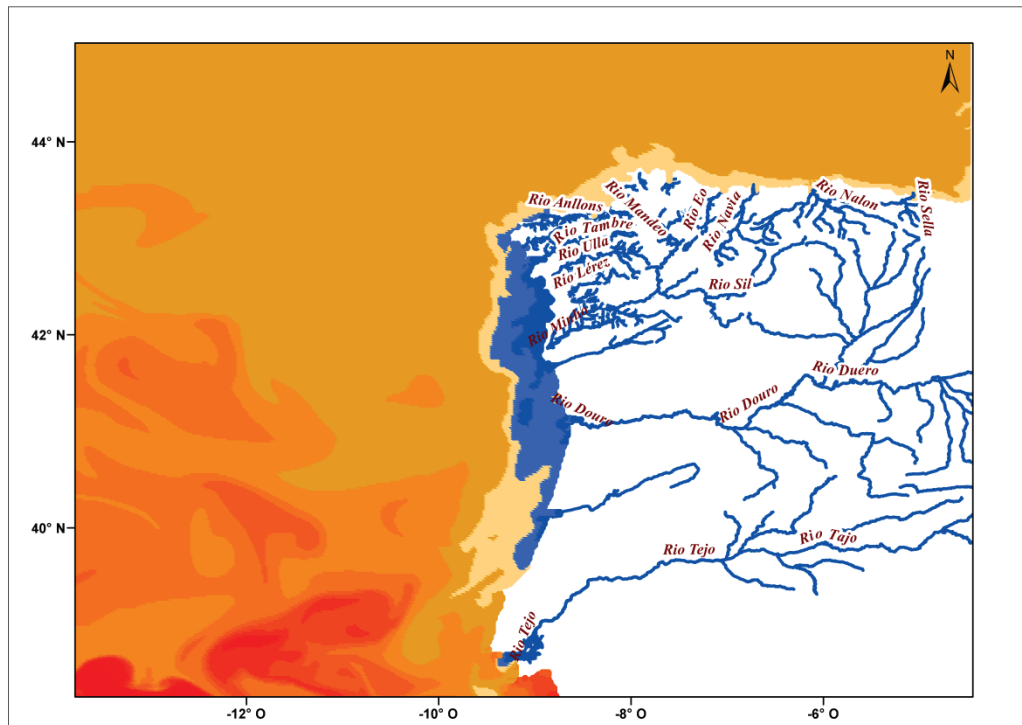 N
44° N
Rio Anllons
Rio Mandeo
Rio Eo
Rio Navia
Rio Nalon
Rio Sella
Rio Tambre
Rio Ulla
Rio Lérez
Rio Sil
42° N
Rio Minho
Rio Duero
Rio Douro
Rio Douro
40° N
Rio Tejo
Rio Tajo
Rio Tejo
-12° O
-10° O
-8° O
-6° O